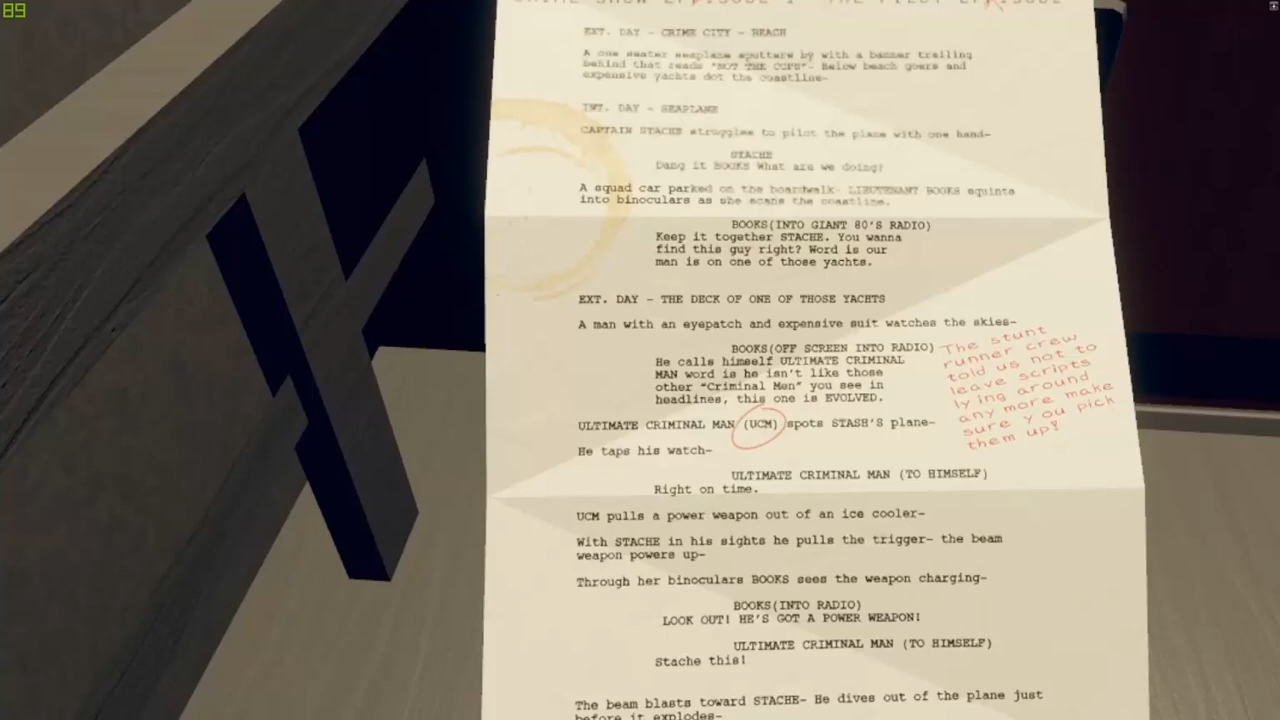 89
CRIME SHOW EPISODE 1 "THE PILOT EPISODE"
EXT. DAY - CRIME CITY - BEACH
A one seater seaplane sputters by with a banner trailing
behind that reads "NOT THE COPS"- Below beach goers and
expensive yachts dot the coastline-
INT. DAY - SEAPLANE
CAPTAIN STACHE struggles to pilot the plane with one hand-
STACHE
Dang it BOOKS What are we doing?
A squad car parked on the boardwalk- LIEUTENANT BOOKS squints
into binoculars as she scans the coastline.
BOOKS(INTO GIANT 80'S RADIO)
Keep it together STACHE. You wanna
find this guy right? Word is our
man is on one of those yachts.
EXT. DAY - THE DECK OF ONE OF THOSE YACHTS
A man with an eyepatch and expensive suit watches the skies-
BOOKS(OFF SCREEN INTO RADIO)
He calls himself ULTIMATE CRIMINAL
MAN word is he isn't like those
other "Criminal Men" you see in
headlines, this one is EVOLVED.
The stunt
runner crew
told us not to
leave scripts
lying around
any more make
sure you pick
them up!
ULTIMATE CRIMINAL MAN (UCM) spots STASH'S plane-
He taps his watch-
ULTIMATE CRIMINAL MAN (TO HIMSELF)
Right on time.
UCM pulls a power weapon out of an ice cooler-
With STACHE in his sights he pulls the trigger- the beam
weapon powers up-
Through her binoculars BOOKS sees the weapon charging-
BOOKS(INTO RADIO)
LOOK OUT! HE'S GOT A POWER WEAPON!
ULTIMATE CRIMINAL MAN (TO HIMSELF)
Stache this!
The beam blasts toward STACHE- He dives out of the plane just
before it explodes-